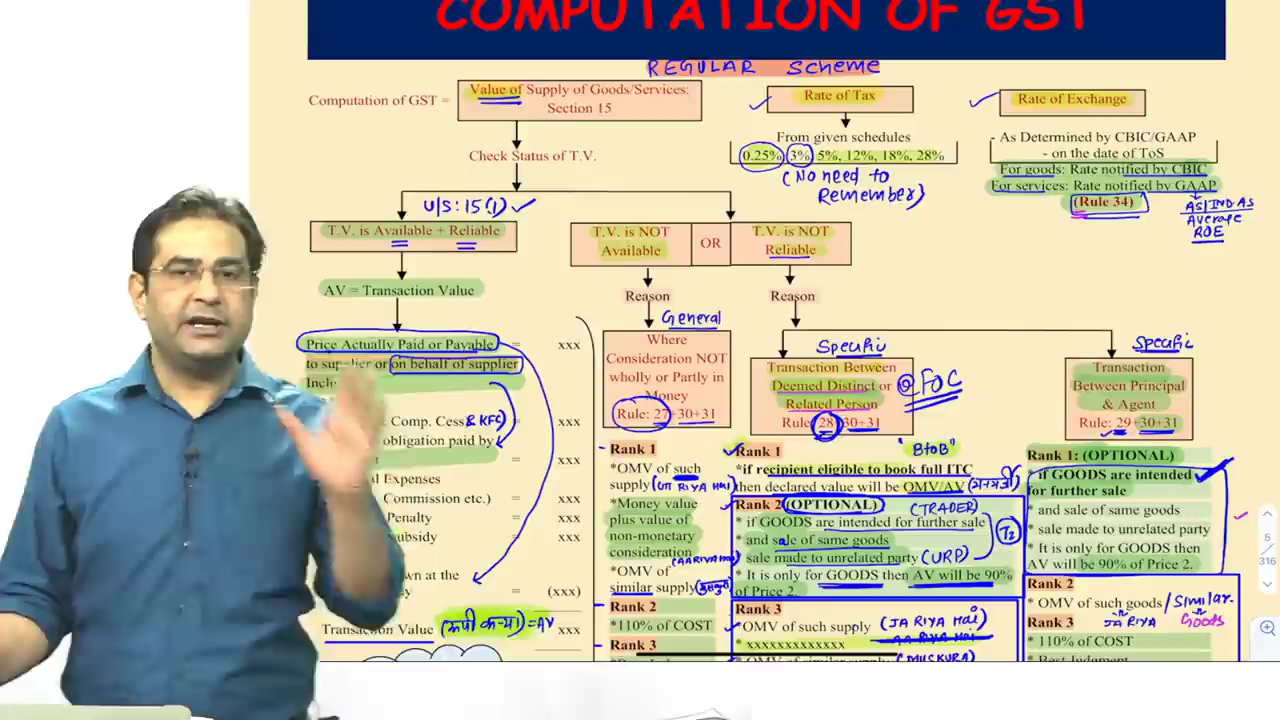 COMPUTATION OF GST
REGULAR Scheme
Computation of GST =
Value of Supply of Goods/Services:
Section 15
Rate of Tax
Rate of Exchange
From given schedules
0.25% 3% 5%, 12%, 18%, 28%
(No need to
Remember)
- As Determined by CBIC/GAAP
- on the date of ToS
For goods: Rate notified by CBIC
For services: Rate notified by GAAP
(Rule 34)
AS/IND AS
Average
ROE
Check Status of T.V.
U/S: 15(1)
T.V. is Available + Reliable
T.V. is NOT
Available
OR
T.V. is NOT
Reliable
AV = Transaction Value
Reason
Reason
Price Actually Paid or Payable = xxx
to supplier or on behalf of supplier
& Comp. Cess & KFC) = xxx
obligation paid by
= xxx
Expenses
Commission etc.) = xxx
Penalty = xxx
= xxx
at the
= (xxx)
Transaction Value = AV xxx
General
Where
Consideration NOT
wholly or Partly in
Money
Rule: 27+30+31
Rank 1
*OMV of such
supply (JA RIYA HAI)
*Money value
plus value of
non-monetary
consideration
*OMV of
similar supply
Rank 2
*110% of COST
Rank 3
Specific
Transaction Between
Deemed Distinct or
Related Person
Rule: 28+30+31
@ FOC
"BtoB"
Rank 1
*if recipient eligible to book full ITC
then declared value will be OMV/AV
Rank 2 (OPTIONAL) (TRADER)
* if GOODS are intended for further sale
* and sale of same goods
* sale made to unrelated party (URP)
* It is only for GOODS then AV will be 90%
of Price 2.
Rank 3
*OMV of such supply (JA RIYA HAI)
* xxxxxxxxxxxxx
*OMV of similar supply (MUSKURA)
Specific
Transaction
Between Principal
& Agent
Rule: 29+30+31
Rank 1: (OPTIONAL)
* if GOODS are intended
for further sale
* and sale of same goods
* sale made to unrelated party
* It is only for GOODS then
AV will be 90% of Price 2.
Rank 2
* OMV of such goods / Similar
JA RIYA Goods
Rank 3
* 110% of COST
* Best Judgment
5
316